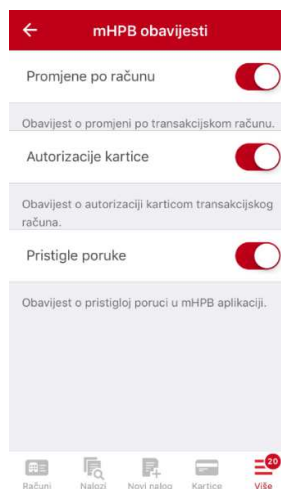 mHPB obavijesti
Promjene po računu
Obavijest o promjeni po transakcijskom računu.
Autorizacije kartice
Obavijest o autorizaciji karticom transakcijskog
računa.
Pristigle poruke
Obavijest o pristigloj poruci u mHPB aplikaciji.
20
Računi Nalozi Novi nalog Kartice Više